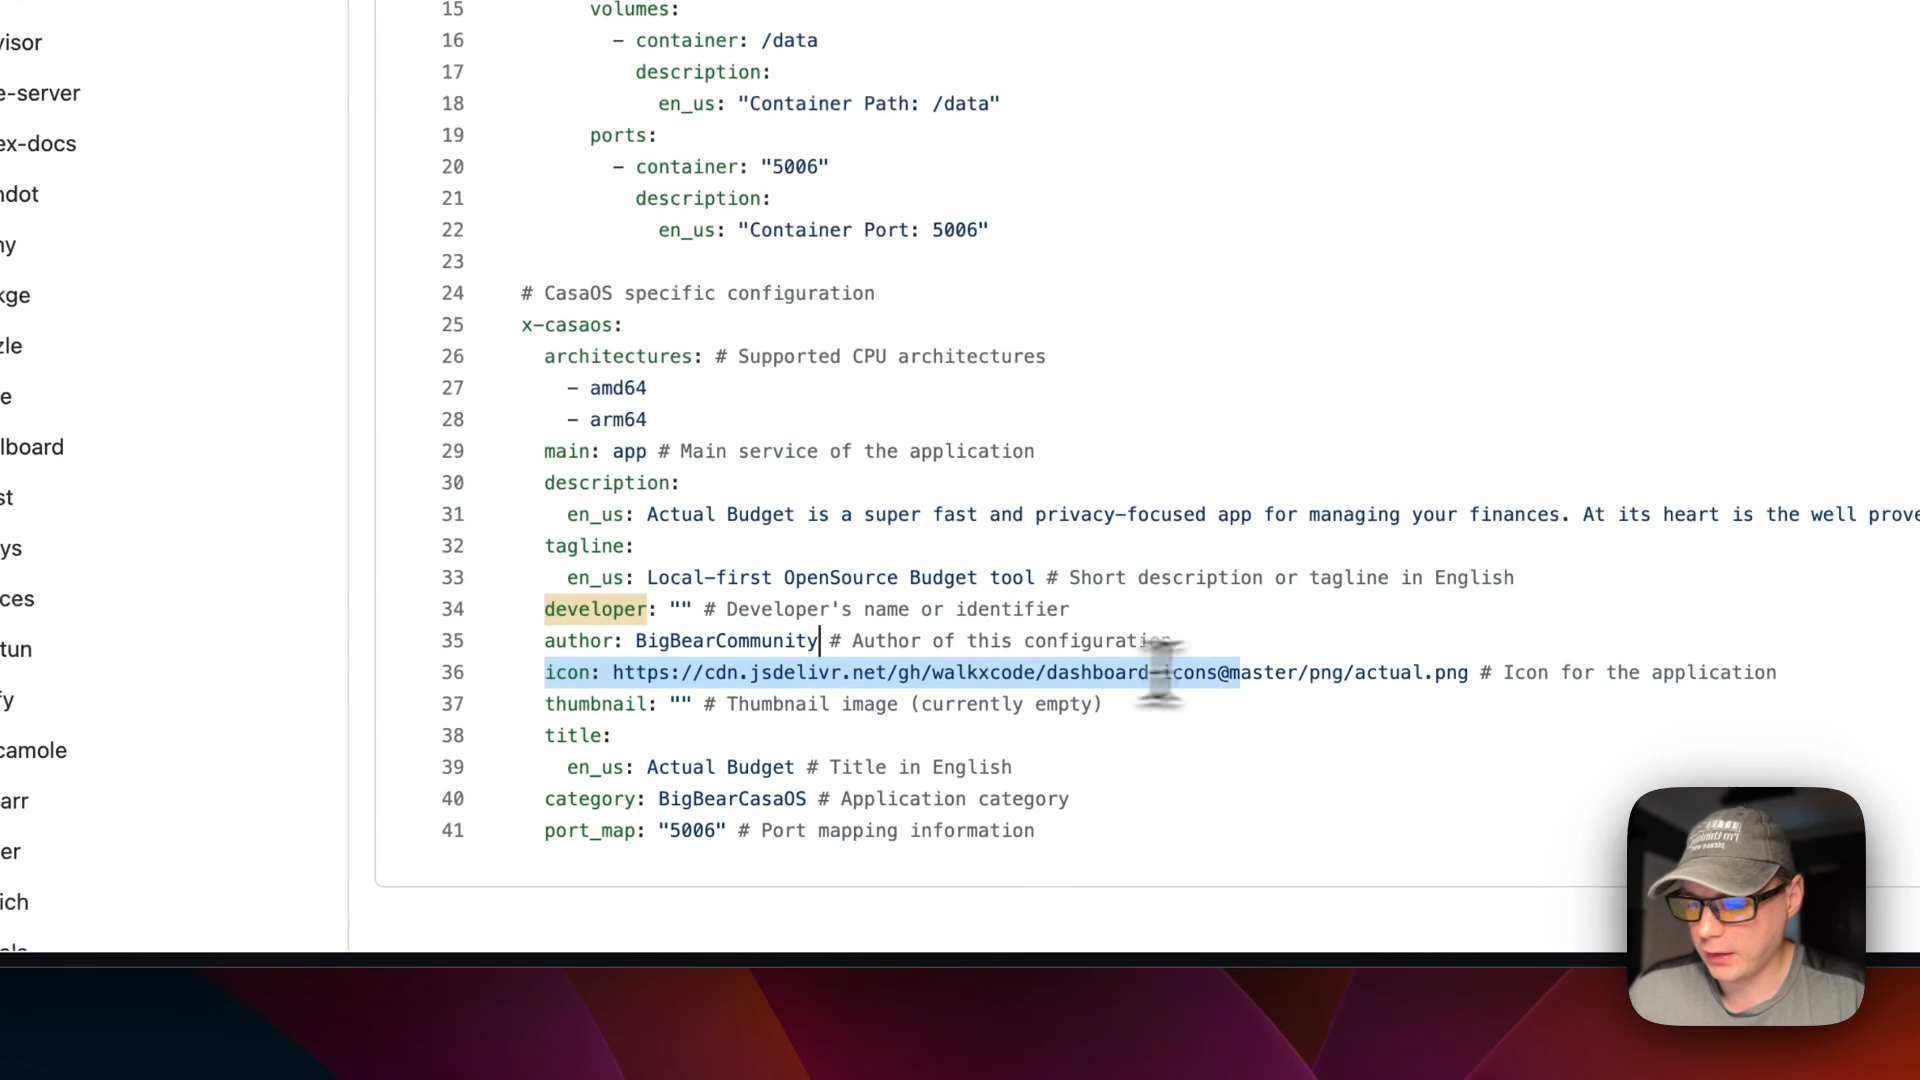 visor
e-server
ex-docs
ndot
ny
kge
zle
e
lboard
st
ys
ces
tun
fy
camole
arr
er
ich
15 volumes:
16 - container: /data
17 description:
18 en_us: "Container Path: /data"
19 ports:
20 - container: "5006"
21 description:
22 en_us: "Container Port: 5006"
23
24 # CasaOS specific configuration
25 x-casaos:
26 architectures: # Supported CPU architectures
27 - amd64
28 - arm64
29 main: app # Main service of the application
30 description:
31 en_us: Actual Budget is a super fast and privacy-focused app for managing your finances. At its heart is the well prove
32 tagline:
33 en_us: Local-first OpenSource Budget tool # Short description or tagline in English
34 developer: "" # Developer's name or identifier
35 author: BigBearCommunity # Author of this configuration
36 icon: https://cdn.jsdelivr.net/gh/walkxcode/dashboard-icons@master/png/actual.png # Icon for the application
37 thumbnail: "" # Thumbnail image (currently empty)
38 title:
39 en_us: Actual Budget # Title in English
40 category: BigBearCasaOS # Application category
41 port_map: "5006" # Port mapping information